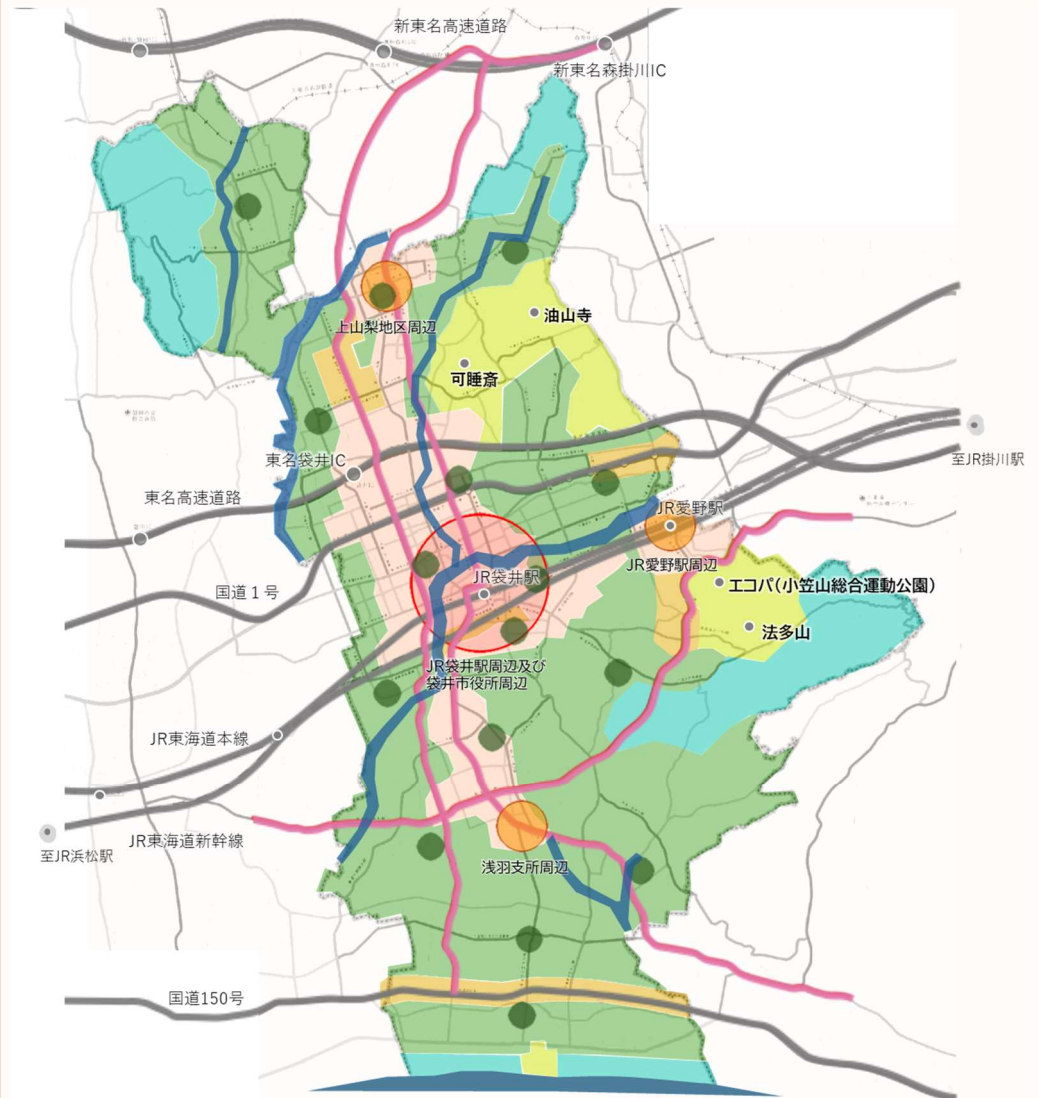 新東名高速道路
新東名森掛川IC
油山寺
上山梨地区周辺
可睡斎
東名袋井IC
至JR掛川駅
東名高速道路
JR愛野駅
JR愛野駅周辺
JR袋井駅
エコパ(小笠山総合運動公園)
国道1号
法多山
JR袋井駅周辺及び
袋井市役所周辺
JR東海道本線
JR東海道新幹線
至JR浜松駅
浅羽支所周辺
国道150号